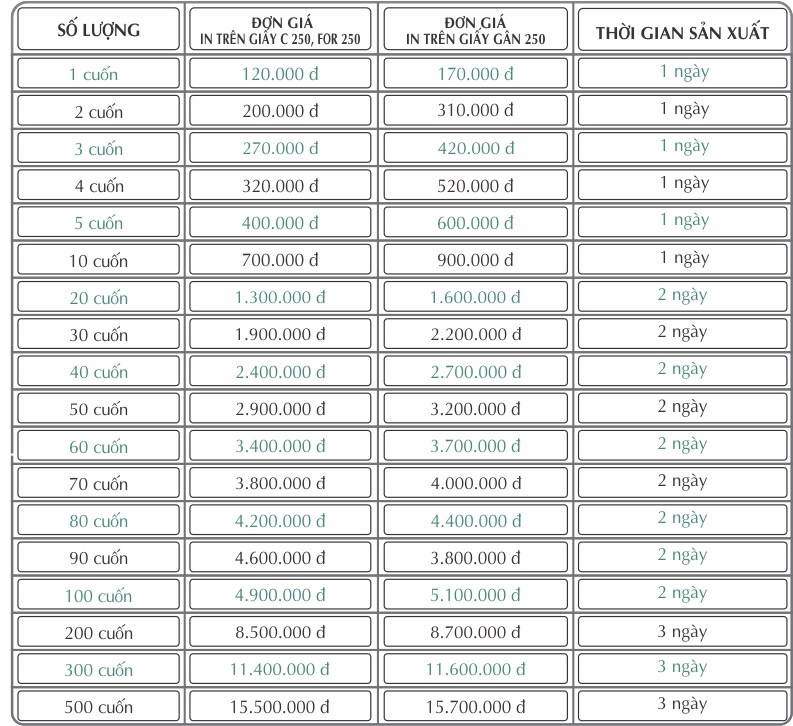 SỐ LƯỢNG
ĐỢN GIÁ
IN TRÊN GIẤY C 250, FOR 250
ĐƠN GIÁ
IN TRÊN GIẤY GÂN 250
THỜI GIAN SẢN XUẤT
1 cuốn 120.000 đ 170.000 đ 1 ngày
2 cuốn 200.000 đ 310.000 đ 1 ngày
3 cuốn 270.000 đ 420.000 đ 1 ngày
4 cuốn 320.000 đ 520.000 đ 1 ngày
5 cuốn 400.000 đ 600.000 đ 1 ngày
10 cuốn 700.000 đ 900.000 đ 1 ngày
20 cuốn 1.300.000 đ 1.600.000 đ 2 ngày
30 cuốn 1.900.000 đ 2.200.000 đ 2 ngày
40 cuốn 2.400.000 đ 2.700.000 đ 2 ngày
50 cuốn 2.900.000 đ 3.200.000 đ 2 ngày
60 cuốn 3.400.000 đ 3.700.000 đ 2 ngày
70 cuốn 3.800.000 đ 4.000.000 đ 2 ngày
80 cuốn 4.200.000 đ 4.400.000 đ 2 ngày
90 cuốn 4.600.000 đ 3.800.000 đ 2 ngày
100 cuốn 4.900.000 đ 5.100.000 đ 2 ngày
200 cuốn 8.500.000 đ 8.700.000 đ 3 ngày
300 cuốn 11.400.000 đ 11.600.000 đ 3 ngày
500 cuốn 15.500.000 đ 15.700.000 đ 3 ngày